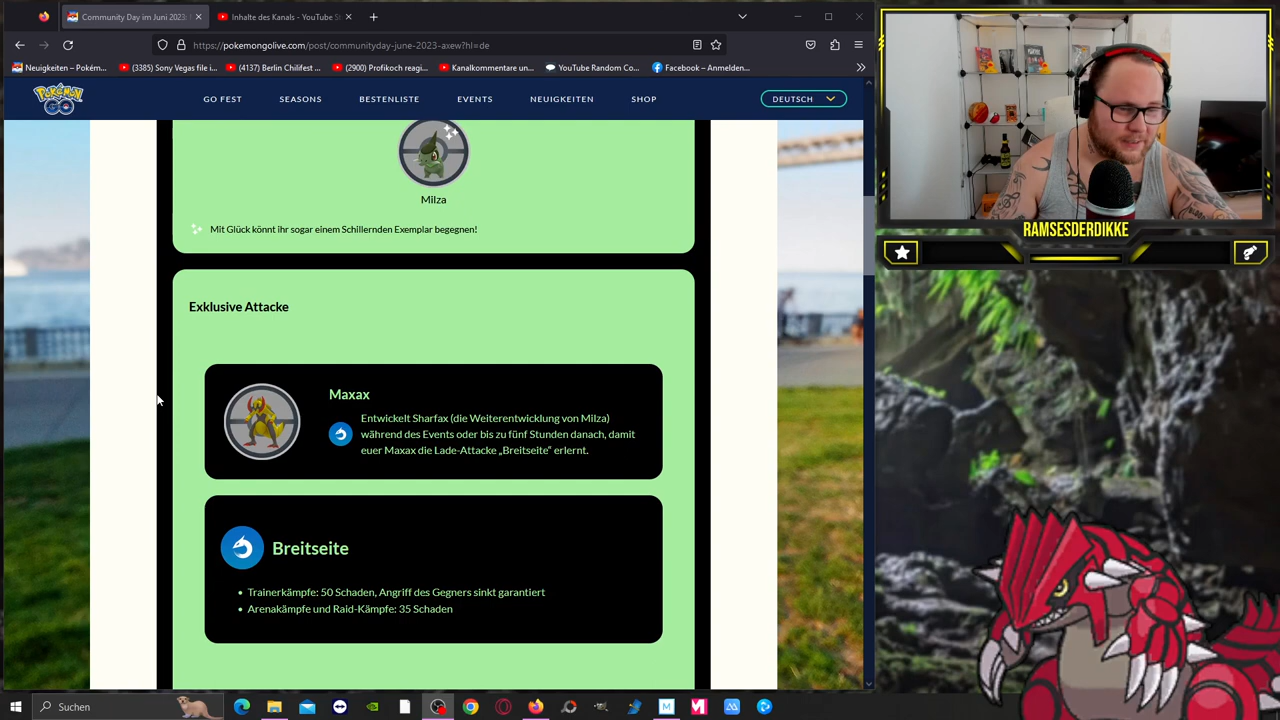 Community Day im Juni 2023:
Inhalte des Kanals - YouTube St
https://pokemongolive.com/post/communityday-june-2023-axew?hl=de
Neuigkeiten – Pokém...
(3385) Sony Vegas file i...
(4137) Berlin Clan Fest ...
(2900) Profikoch reagi...
Kanalkommentare un...
YouTube Random Co...
Facebook – Anmelden...
Pokémon GO
GO FEST
SEASONS
BESTENLISTE
EVENTS
NEUIGKEITEN
SHOP
DEUTSCH
Milza
Mit Glück könnt ihr sogar einem Schillernden Exemplar begegnen!
RAMSESDERDIKKE
Exklusive Attacke
Maxax
Entwickelt Sharfax (die Weiterentwicklung von Milza)
während des Events oder bis zu fünf Stunden danach, damit
euer Maxax die Lade-Attacke „Breitseite“ erlernt.
Breitseite
• Trainerkämpfe: 50 Schaden, Angriff des Gegners sinkt garantiert
• Arenakämpfe und Raid-Kämpfe: 35 Schaden
Suchen